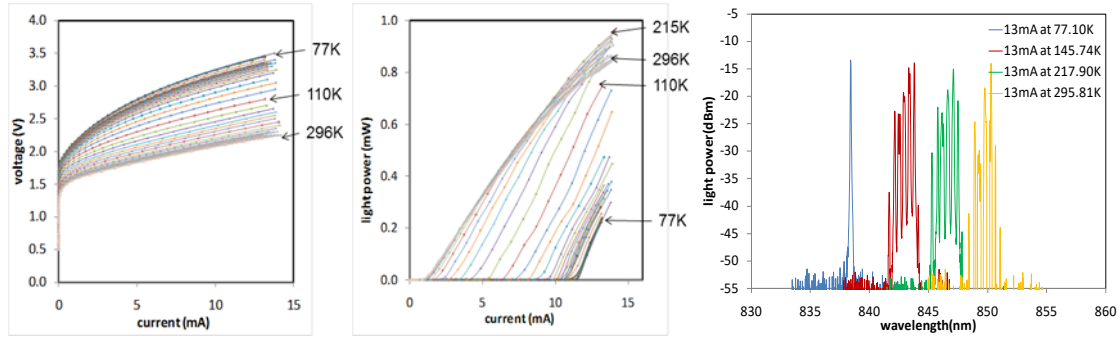 4.0
3.5
3.0
2.5
2.0
1.5
1.0
0.5
0.0
voltage (V)
0
5
10
15
current (mA)
77K
110K
296K
1.0
0.8
0.6
0.4
0.2
0.0
light power (mW)
0
5
10
15
current (mA)
215K
296K
110K
77K
-5
-10
-15
-20
-25
-30
-35
-40
-45
-50
-55
light power (dBm)
830
835
840
845
850
855
860
wavelength(nm)
13mA at 77.10K
13mA at 145.74K
13mA at 217.90K
13mA at 295.81K